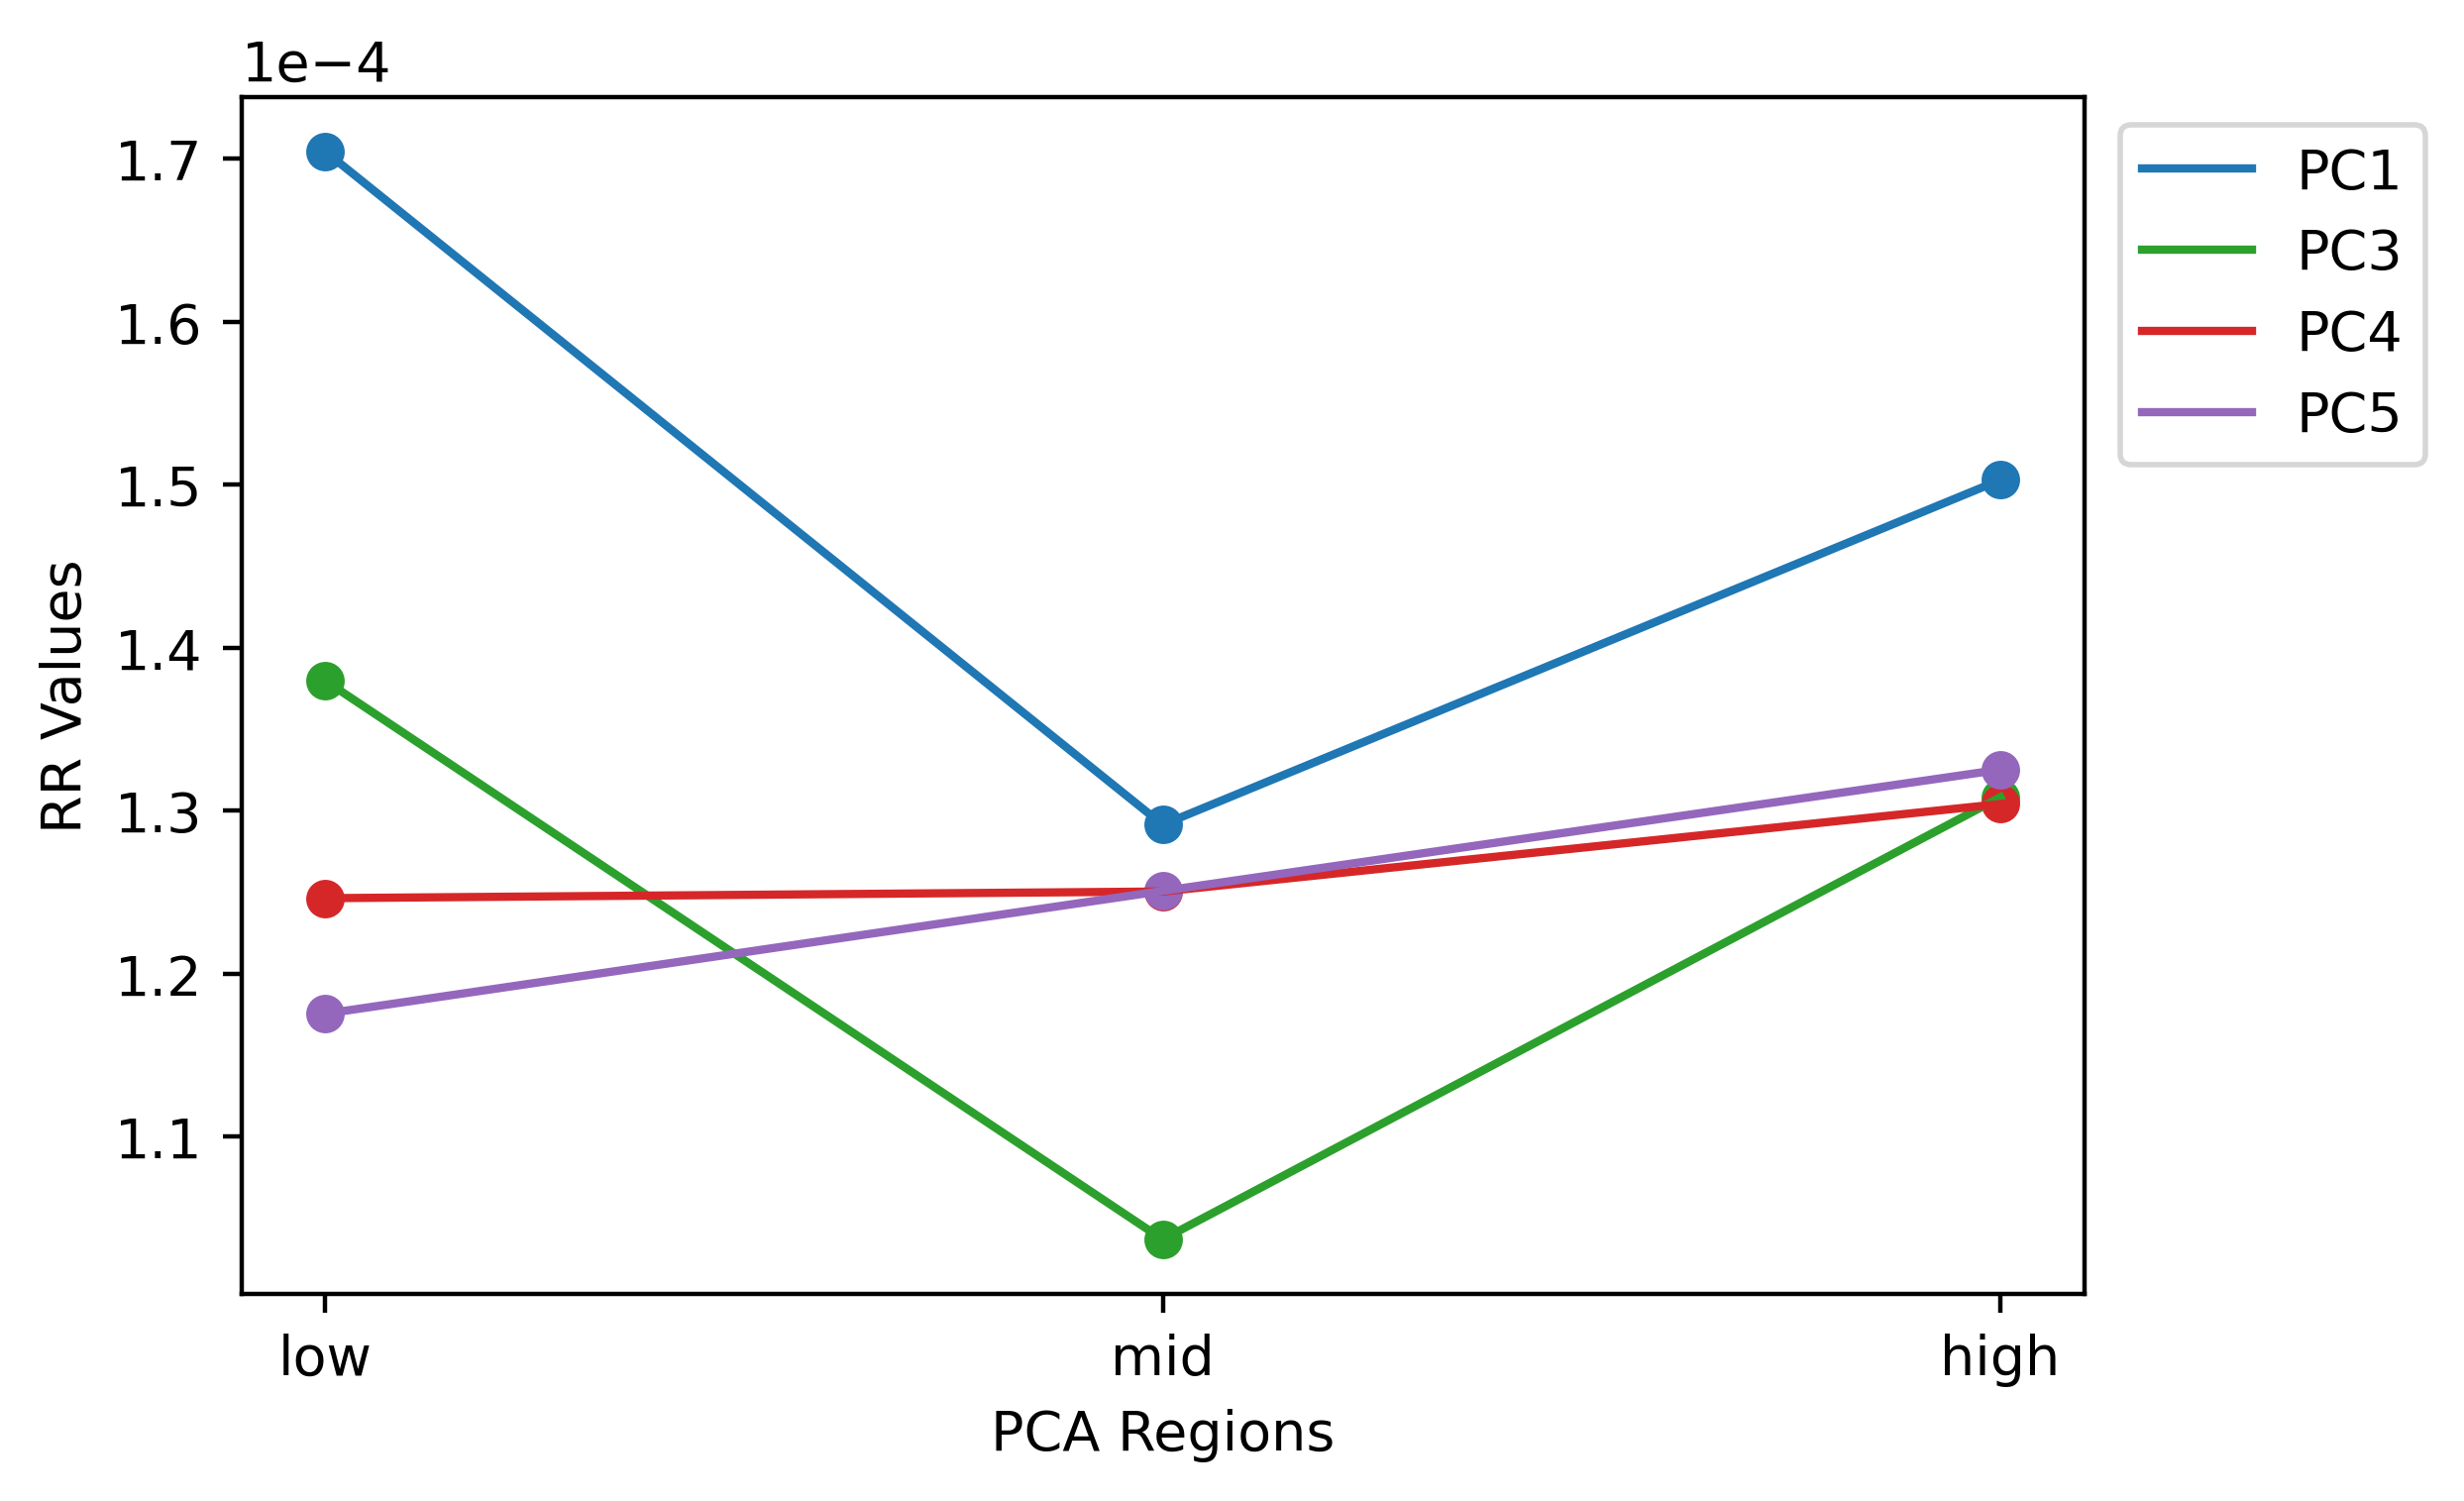 1e−4
1.7
1.6
1.5
1.4
1.3
1.2
1.1
RR Values
low
mid
high
PCA Regions
PC1
PC3
PC4
PC5